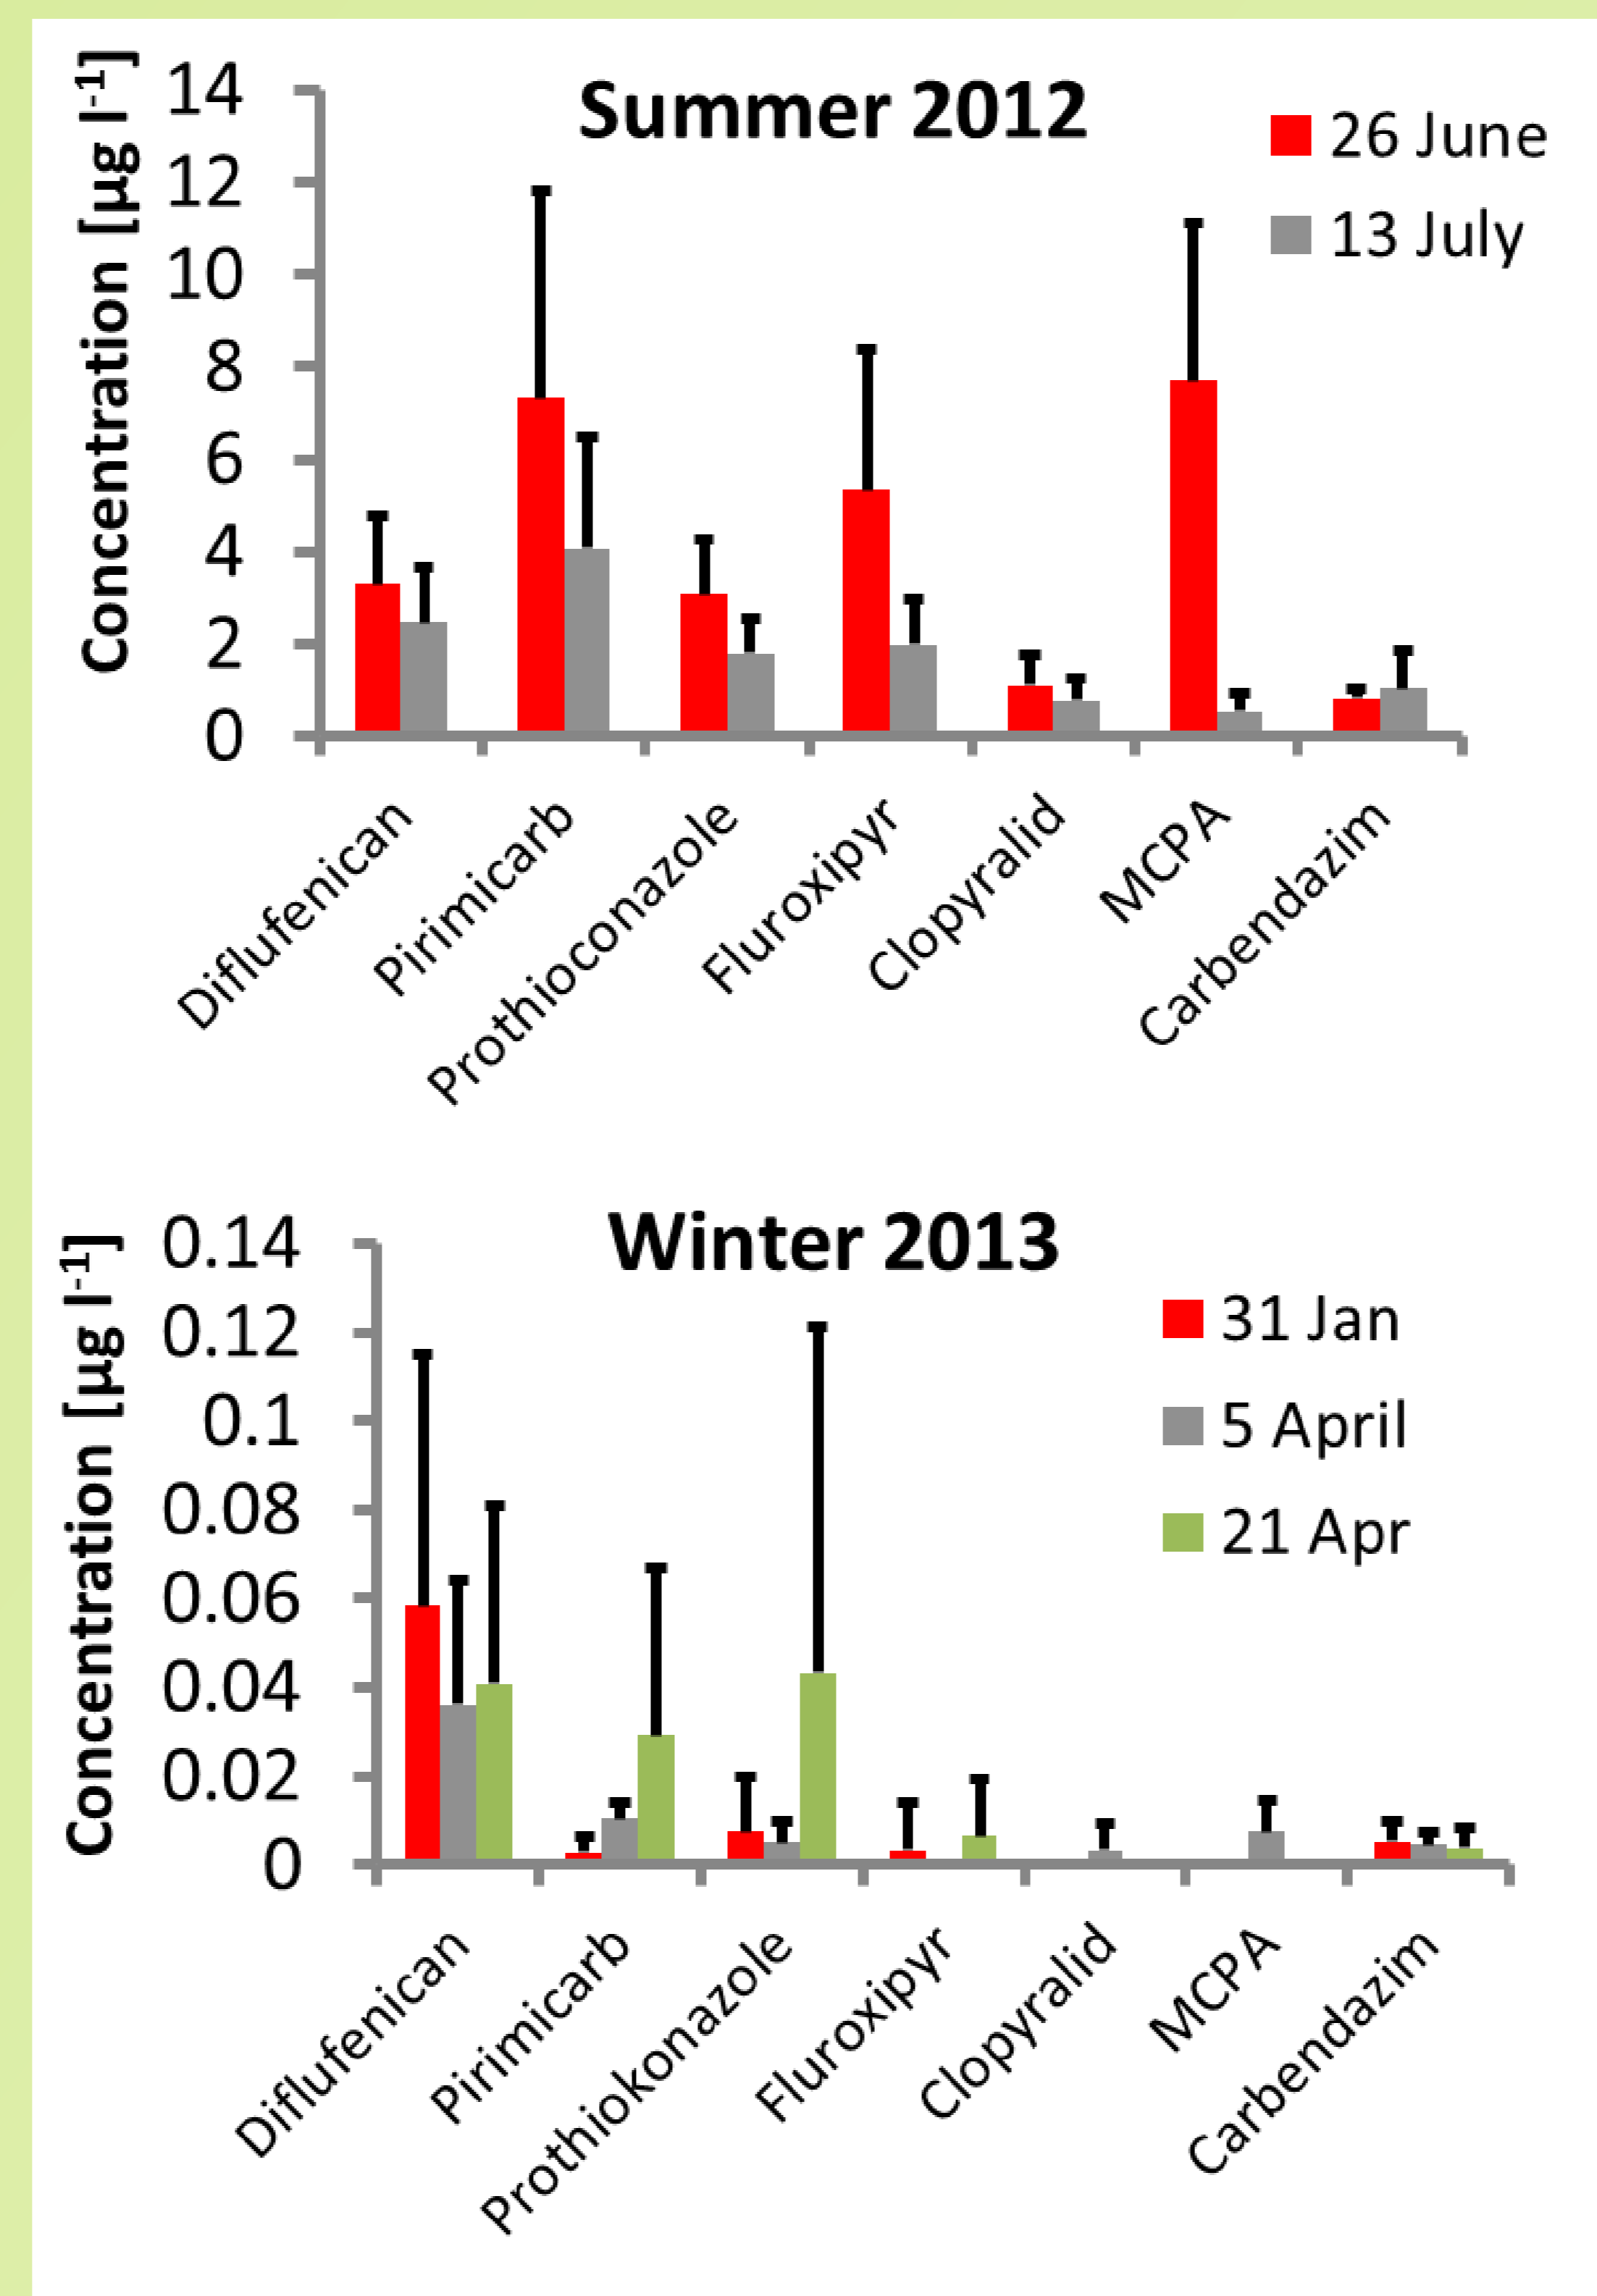 Summer 2012
Concentration [µg l-1]
14
12
10
8
6
4
2
0
26 June
13 July
Diflufenican
Pirimicarb
Prothioconazole
Fluroxipyr
Clopyralid
MCPA
Carbendazim
Winter 2013
Concentration [µg l-1]
0.14
0.12
0.1
0.08
0.06
0.04
0.02
0
31 Jan
5 April
21 Apr
Diflufenican
Pirimicarb
Prothiokonazole
Fluroxipyr
Clopyralid
MCPA
Carbendazim